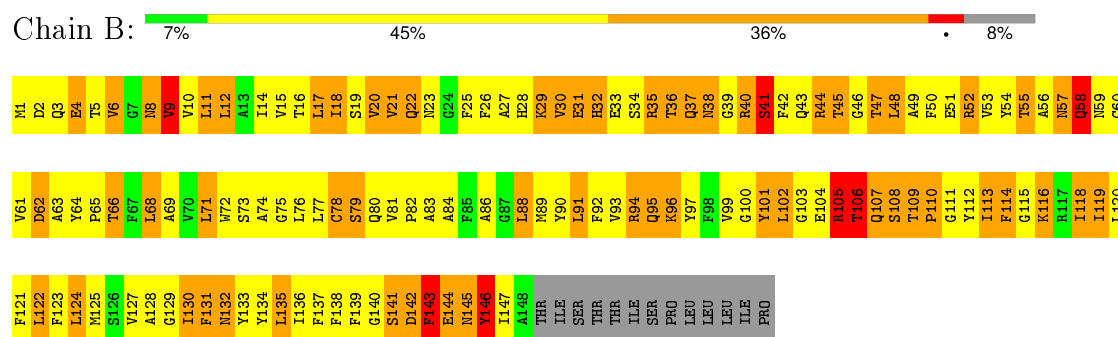 Chain B:
7% 45% 36% • 8%
M1 D2 Q3 E4 T5 V6 G7 N8 V9 V10 L11 L12 A13 I14 V15 T16 L17 I18 S19 V20 V21 Q22 N23 G24 F25 F26 A27 H28 K29 V30 E31 H32 E33 S34 R35 T36 Q37 N38 G39 R40 S41 F42 Q43 R44 T45 G46 T47 L48 A49 F50 E51 R52 V53 Y54 T55 A56 N57 Q58 N59 C60
V61 D62 A63 Y64 P65 T66 F67 L68 A69 V70 L71 W72 S73 A74 G75 L76 L77 C78 S79 Q80 V81 P82 A83 A84 F85 A86 G87 L88 M89 Y90 L91 F92 V93 R94 Q95 K96 Y97 F98 V99 G100 Y101 L102 G103 E104 R105 T106 Q107 S108 T109 P110 G111 Y112 I113 F114 G115 K116 R117 I118 I119 L120
F121 L122 F123 L124 M125 S126 V127 A128 G129 I130 F131 N132 Y133 Y134 L135 I136 F137 F138 F139 G140 S141 D142 F143 E144 N145 Y146 I147 A148 THR ILE SER THR THR ILE SER PRO LEU LEU LEU ILE PRO